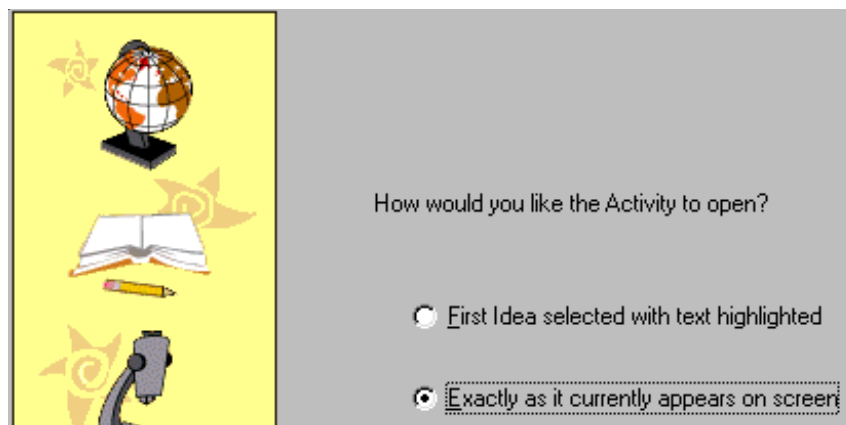 How would you like the Activity to open?
First Idea selected with text highlighted
Exactly as it currently appears on screen